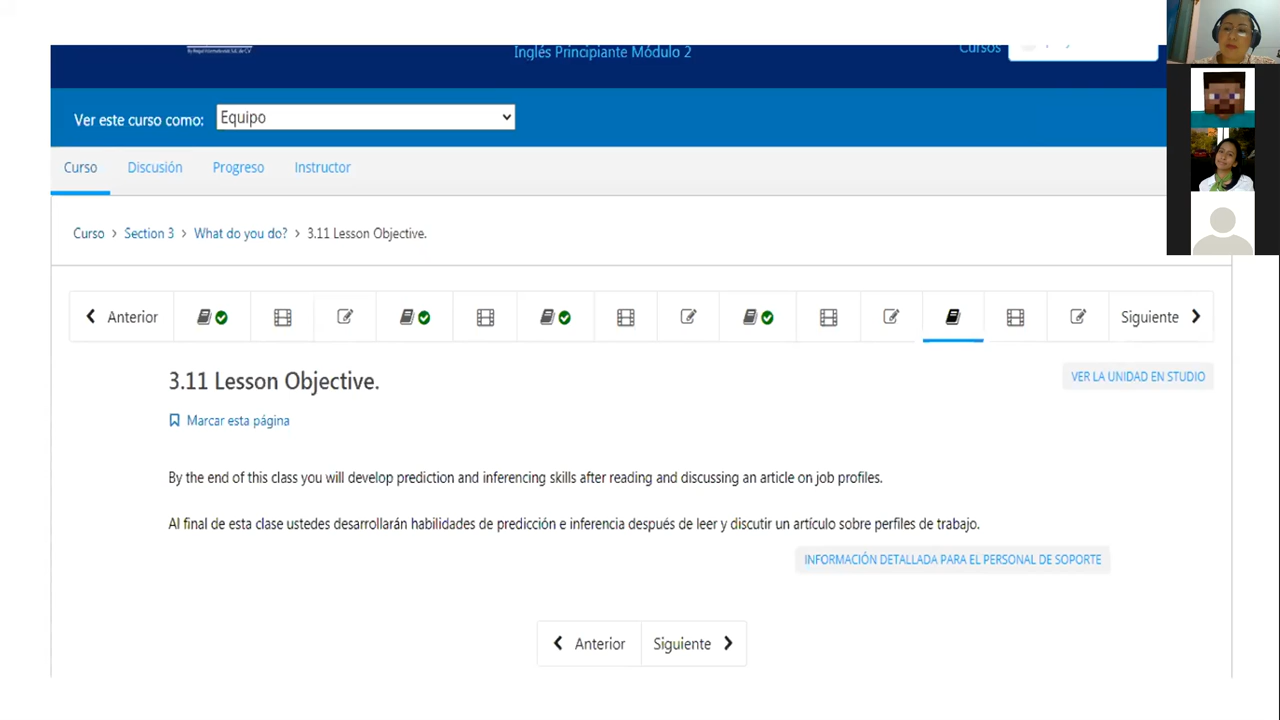 Inglés Principiante Módulo 2
Cursos
Ver este curso como:
Equipo
Curso
Discusión
Progreso
Instructor
Curso > Section 3 > What do you do? > 3.11 Lesson Objective.
Anterior
Siguiente
3.11 Lesson Objective.
VER LA UNIDAD EN STUDIO
Marcar esta página
By the end of this class you will develop prediction and inferencing skills after reading and discussing an article on job profiles.
Al final de esta clase ustedes desarrollarán habilidades de predicción e inferencia después de leer y discutir un artículo sobre perfiles de trabajo.
INFORMACIÓN DETALLADA PARA EL PERSONAL DE SOPORTE
Anterior
Siguiente